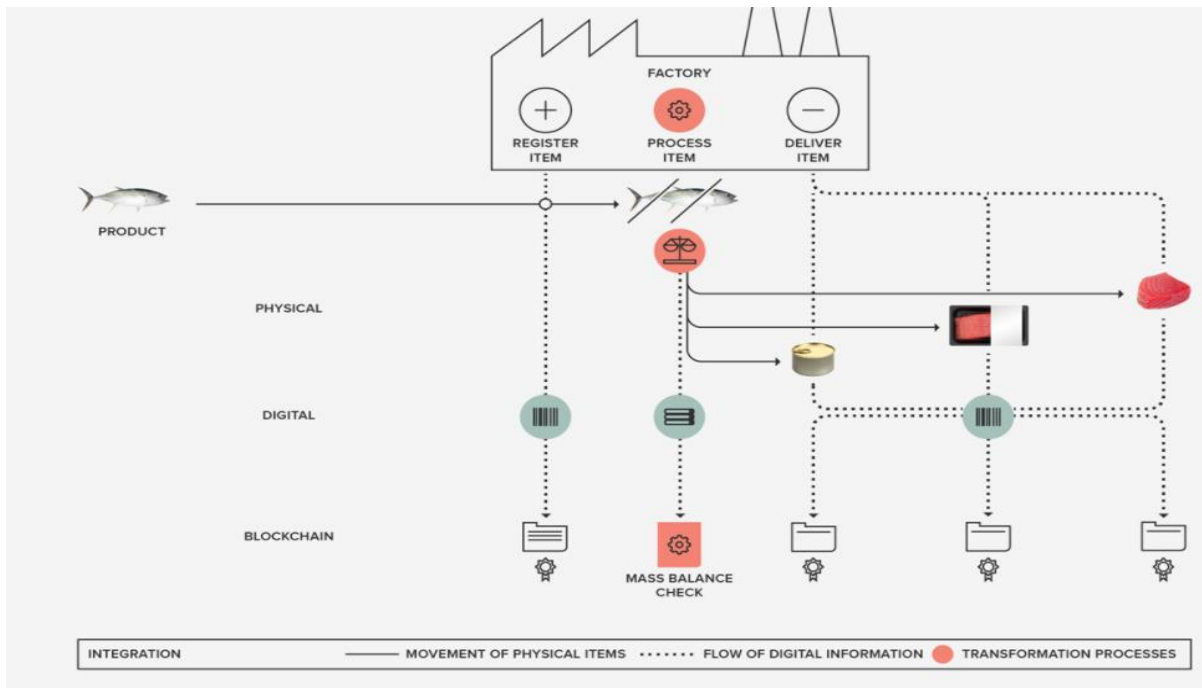 FACTORY
REGISTER
ITEM
PROCESS
ITEM
DELIVER
ITEM
PRODUCT
PHYSICAL
DIGITAL
BLOCKCHAIN
MASS BALANCE
CHECK
INTEGRATION
MOVEMENT OF PHYSICAL ITEMS
FLOW OF DIGITAL INFORMATION
TRANSFORMATION PROCESSES